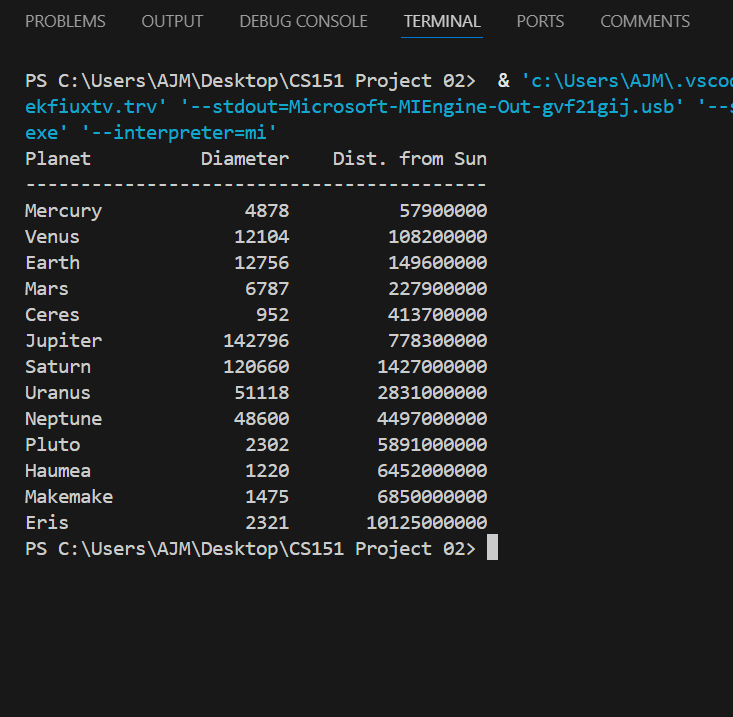 PROBLEMS OUTPUT DEBUG CONSOLE TERMINAL PORTS COMMENTS
PS C:\Users\AJM\Desktop\CS151 Project 02>  & 'c:\Users\AJM\.vsco
ekfiuxtv.trv' '--stdout=Microsoft-MIEngine-Out-gvf21gij.usb' '--s
exe' '--interpreter=mi'
Planet          Diameter    Dist. from Sun
------------------------------------------
Mercury             4878          57900000
Venus              12104         108200000
Earth              12756         149600000
Mars                6787         227900000
Ceres                952         413700000
Jupiter           142796         778300000
Saturn            120660        1427000000
Uranus             51118        2831000000
Neptune            48600        4497000000
Pluto               2302        5891000000
Haumea              1220        6452000000
Makemake            1475        6850000000
Eris                2321       10125000000
PS C:\Users\AJM\Desktop\CS151 Project 02>